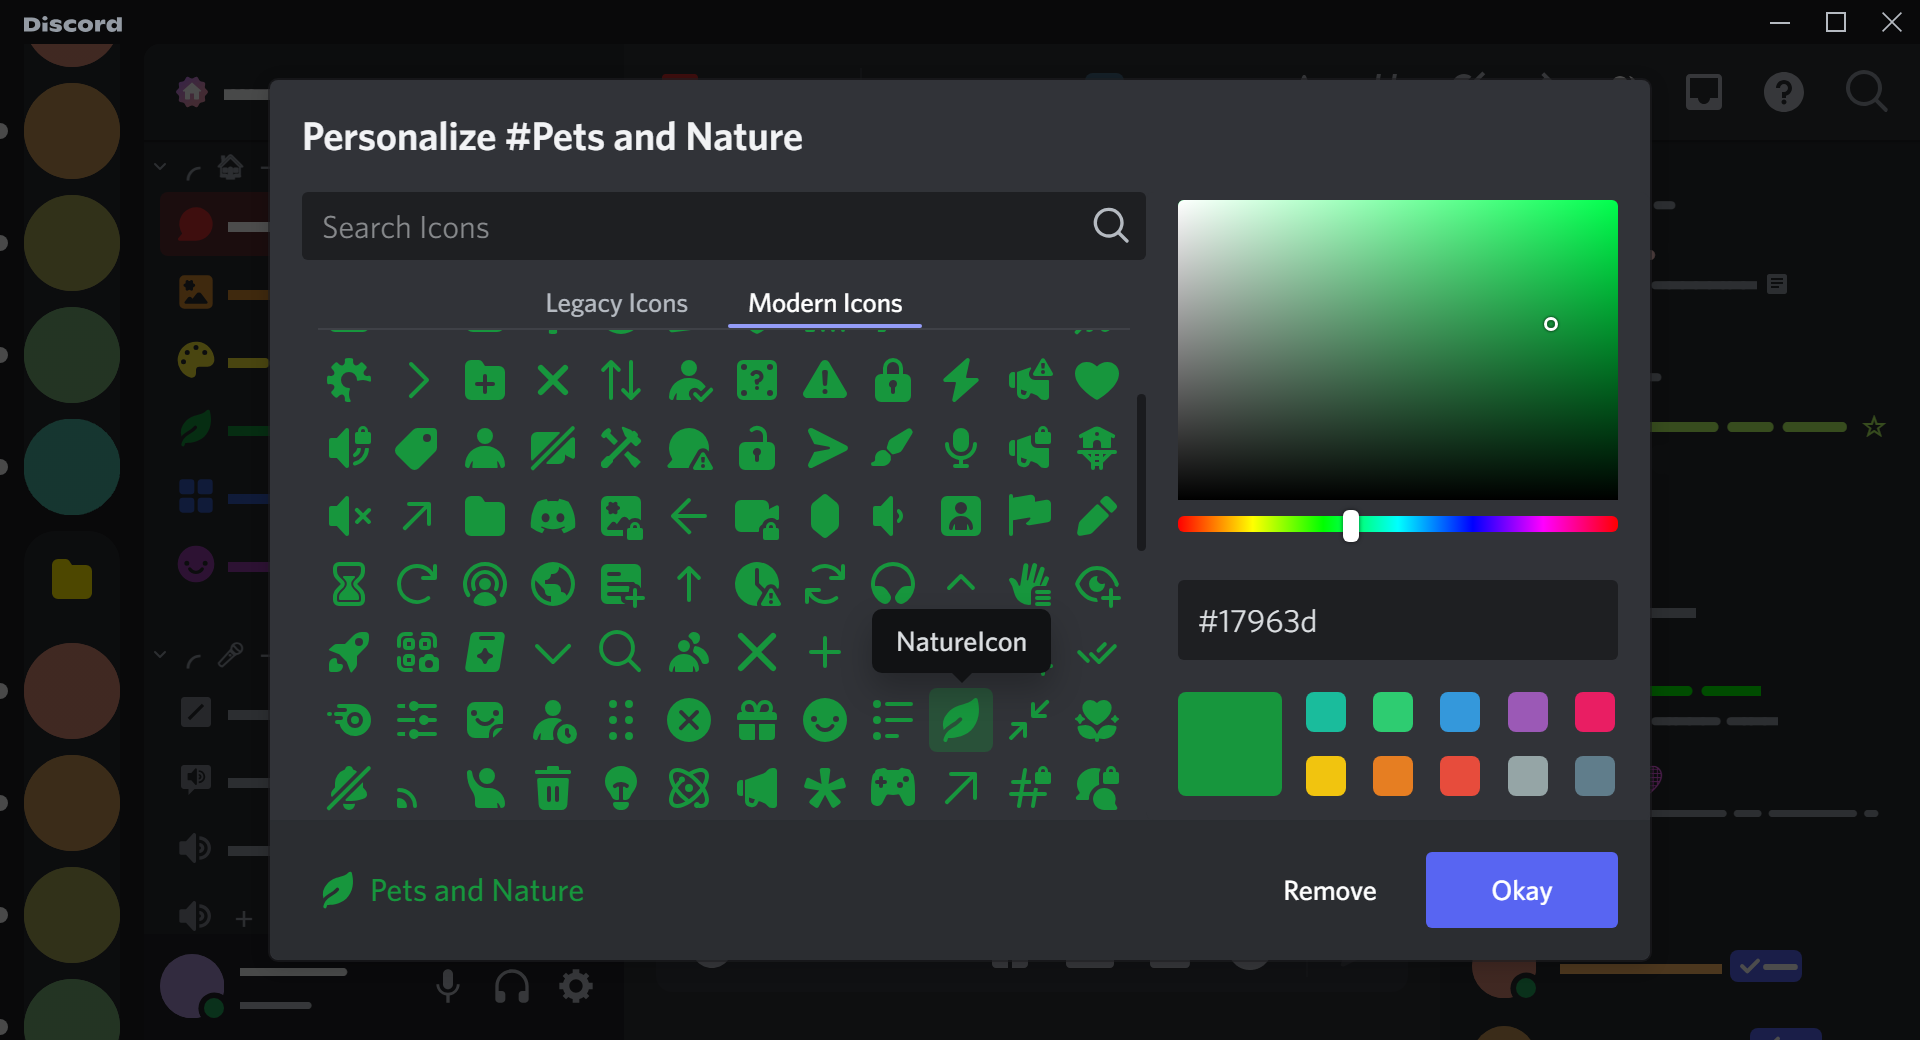 Discord
Personalize #Pets and Nature
Search Icons
Legacy Icons
Modern Icons
NatureIcon
#17963d
Pets and Nature
Remove
Okay